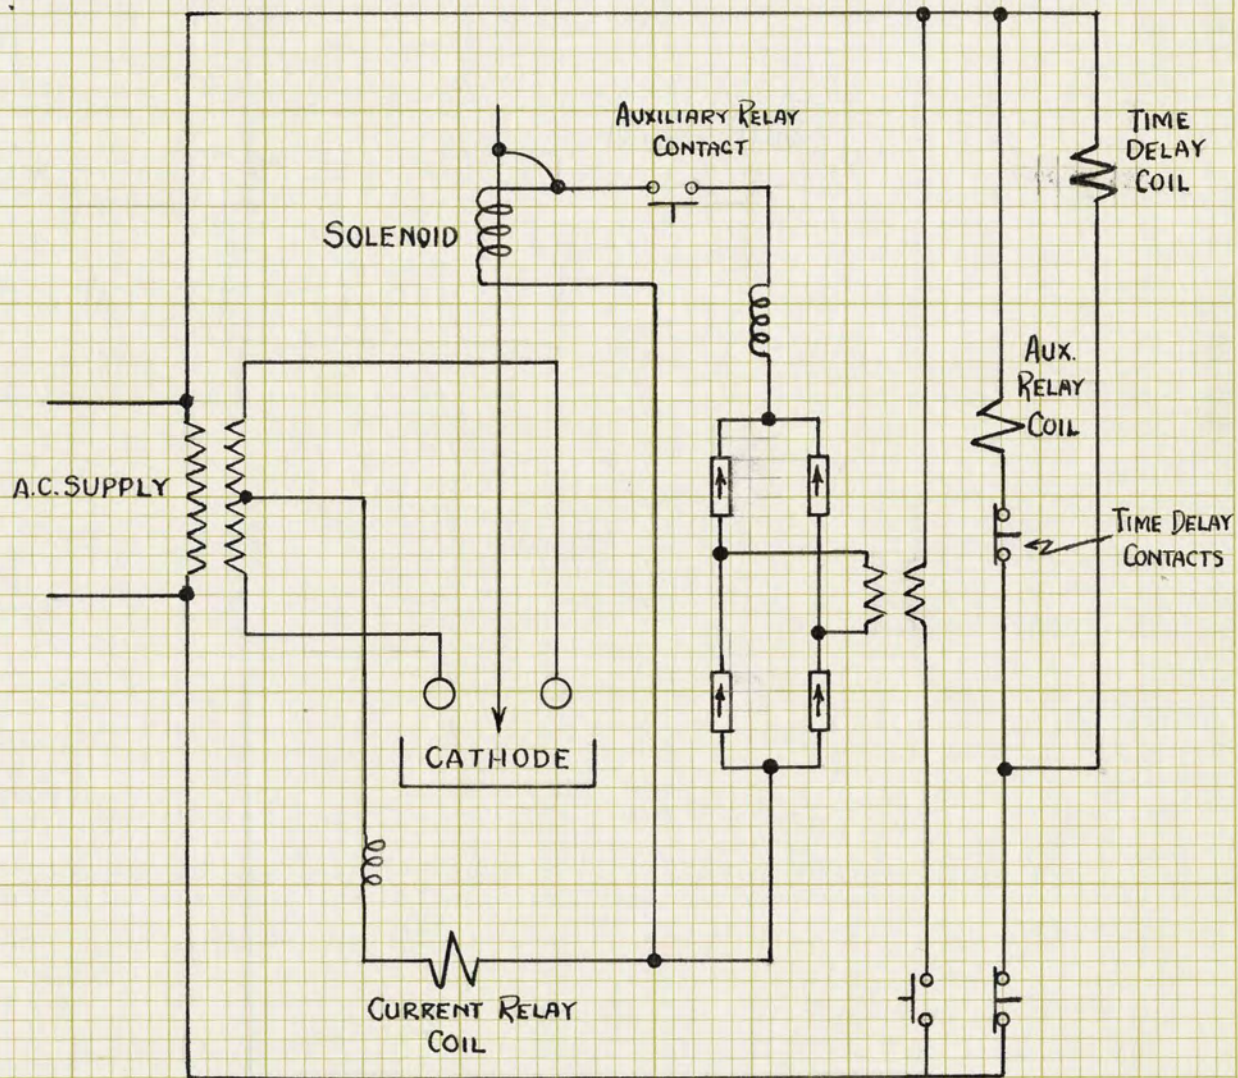 AUXILIARY RELAY
CONTACT
TIME
DELAY
COIL
SOLENOID
AUX.
RELAY
COIL
A.C. SUPPLY
TIME DELAY
CONTACTS
CATHODE
CURRENT RELAY
COIL